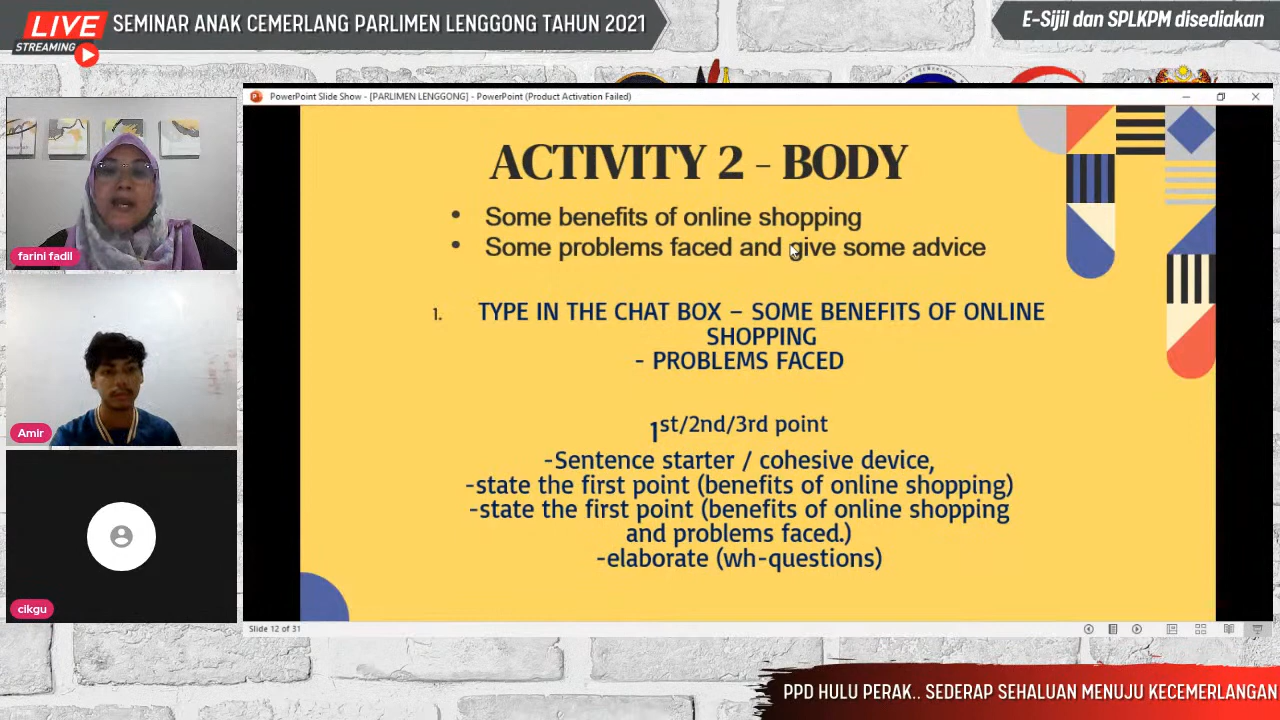 LIVE
STREAMING
SEMINAR ANAK CEMERLANG PARLIMEN LENGGONG TAHUN 2021
E-Sijil dan SPLKPM disediakan
PowerPoint Slide Show - [PARLIMEN LENGGONG] - PowerPoint (Product Activation Failed)
farini fadil
Amir
cikgu
ACTIVITY 2 - BODY
• Some benefits of online shopping
• Some problems faced and give some advice
1. TYPE IN THE CHAT BOX – SOME BENEFITS OF ONLINE
SHOPPING
- PROBLEMS FACED
1st/2nd/3rd point
-Sentence starter / cohesive device,
-state the first point (benefits of online shopping)
-state the first point (benefits of online shopping
and problems faced.)
-elaborate (wh-questions)
Slide 12 of 31
PPD HULU PERAK.. SEDERAP SEHALUAN MENUJU KECEMERLANGAN